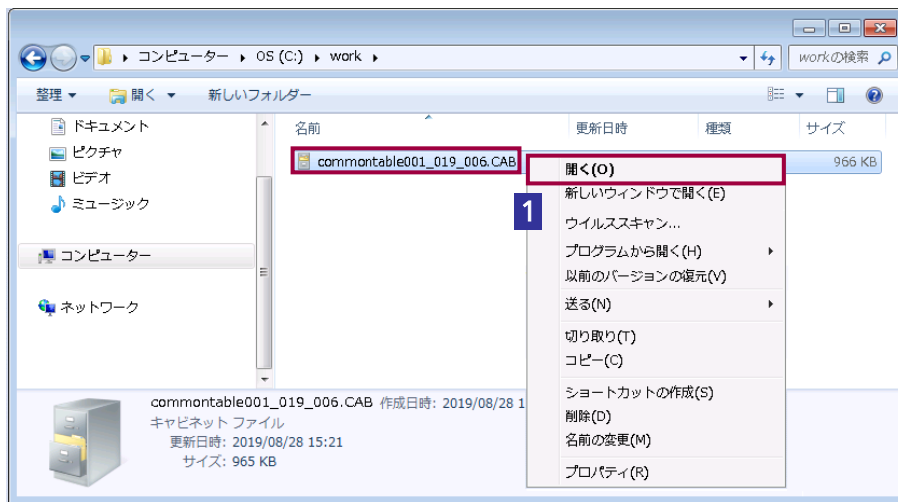 コンピューター OS (C:) work workの検索
整理 開く 新しいフォルダー
ドキュメント
ピクチャ
ビデオ
ミュージック
コンピューター
ネットワーク
名前 更新日時 種類 サイズ
commontable001_019_006.CAB 966 KB
1
開く(O)
新しいウィンドウで開く(E)
ウイルススキャン...
プログラムから開く(H)
以前のバージョンの復元(V)
送る(N)
切り取り(T)
コピー(C)
ショートカットの作成(S)
削除(D)
名前の変更(M)
プロパティ(R)
commontable001_019_006.CAB 作成日時: 2019/08/28 1
キャビネット ファイル
更新日時: 2019/08/28 15:21
サイズ: 965 KB